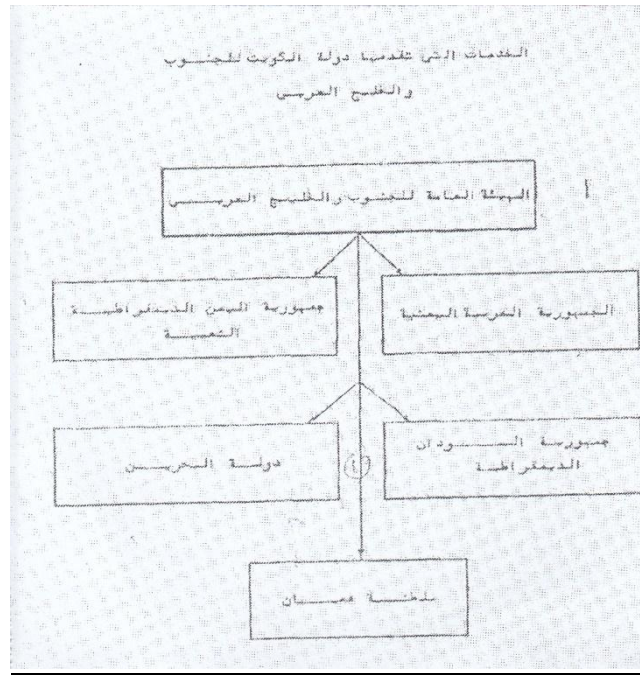 الخدمات التي تقدمها دولة الكويت للجنوب
والخليج العربي
أ
الهيئة العامة للجنوب والخليج العربي
الجمهورية العربية اليمنية
جمهورية اليمن الديمقراطية
الشعبية
جمهورية السودان
الديمقراطية
دولة البحرين
سلطنة عمان